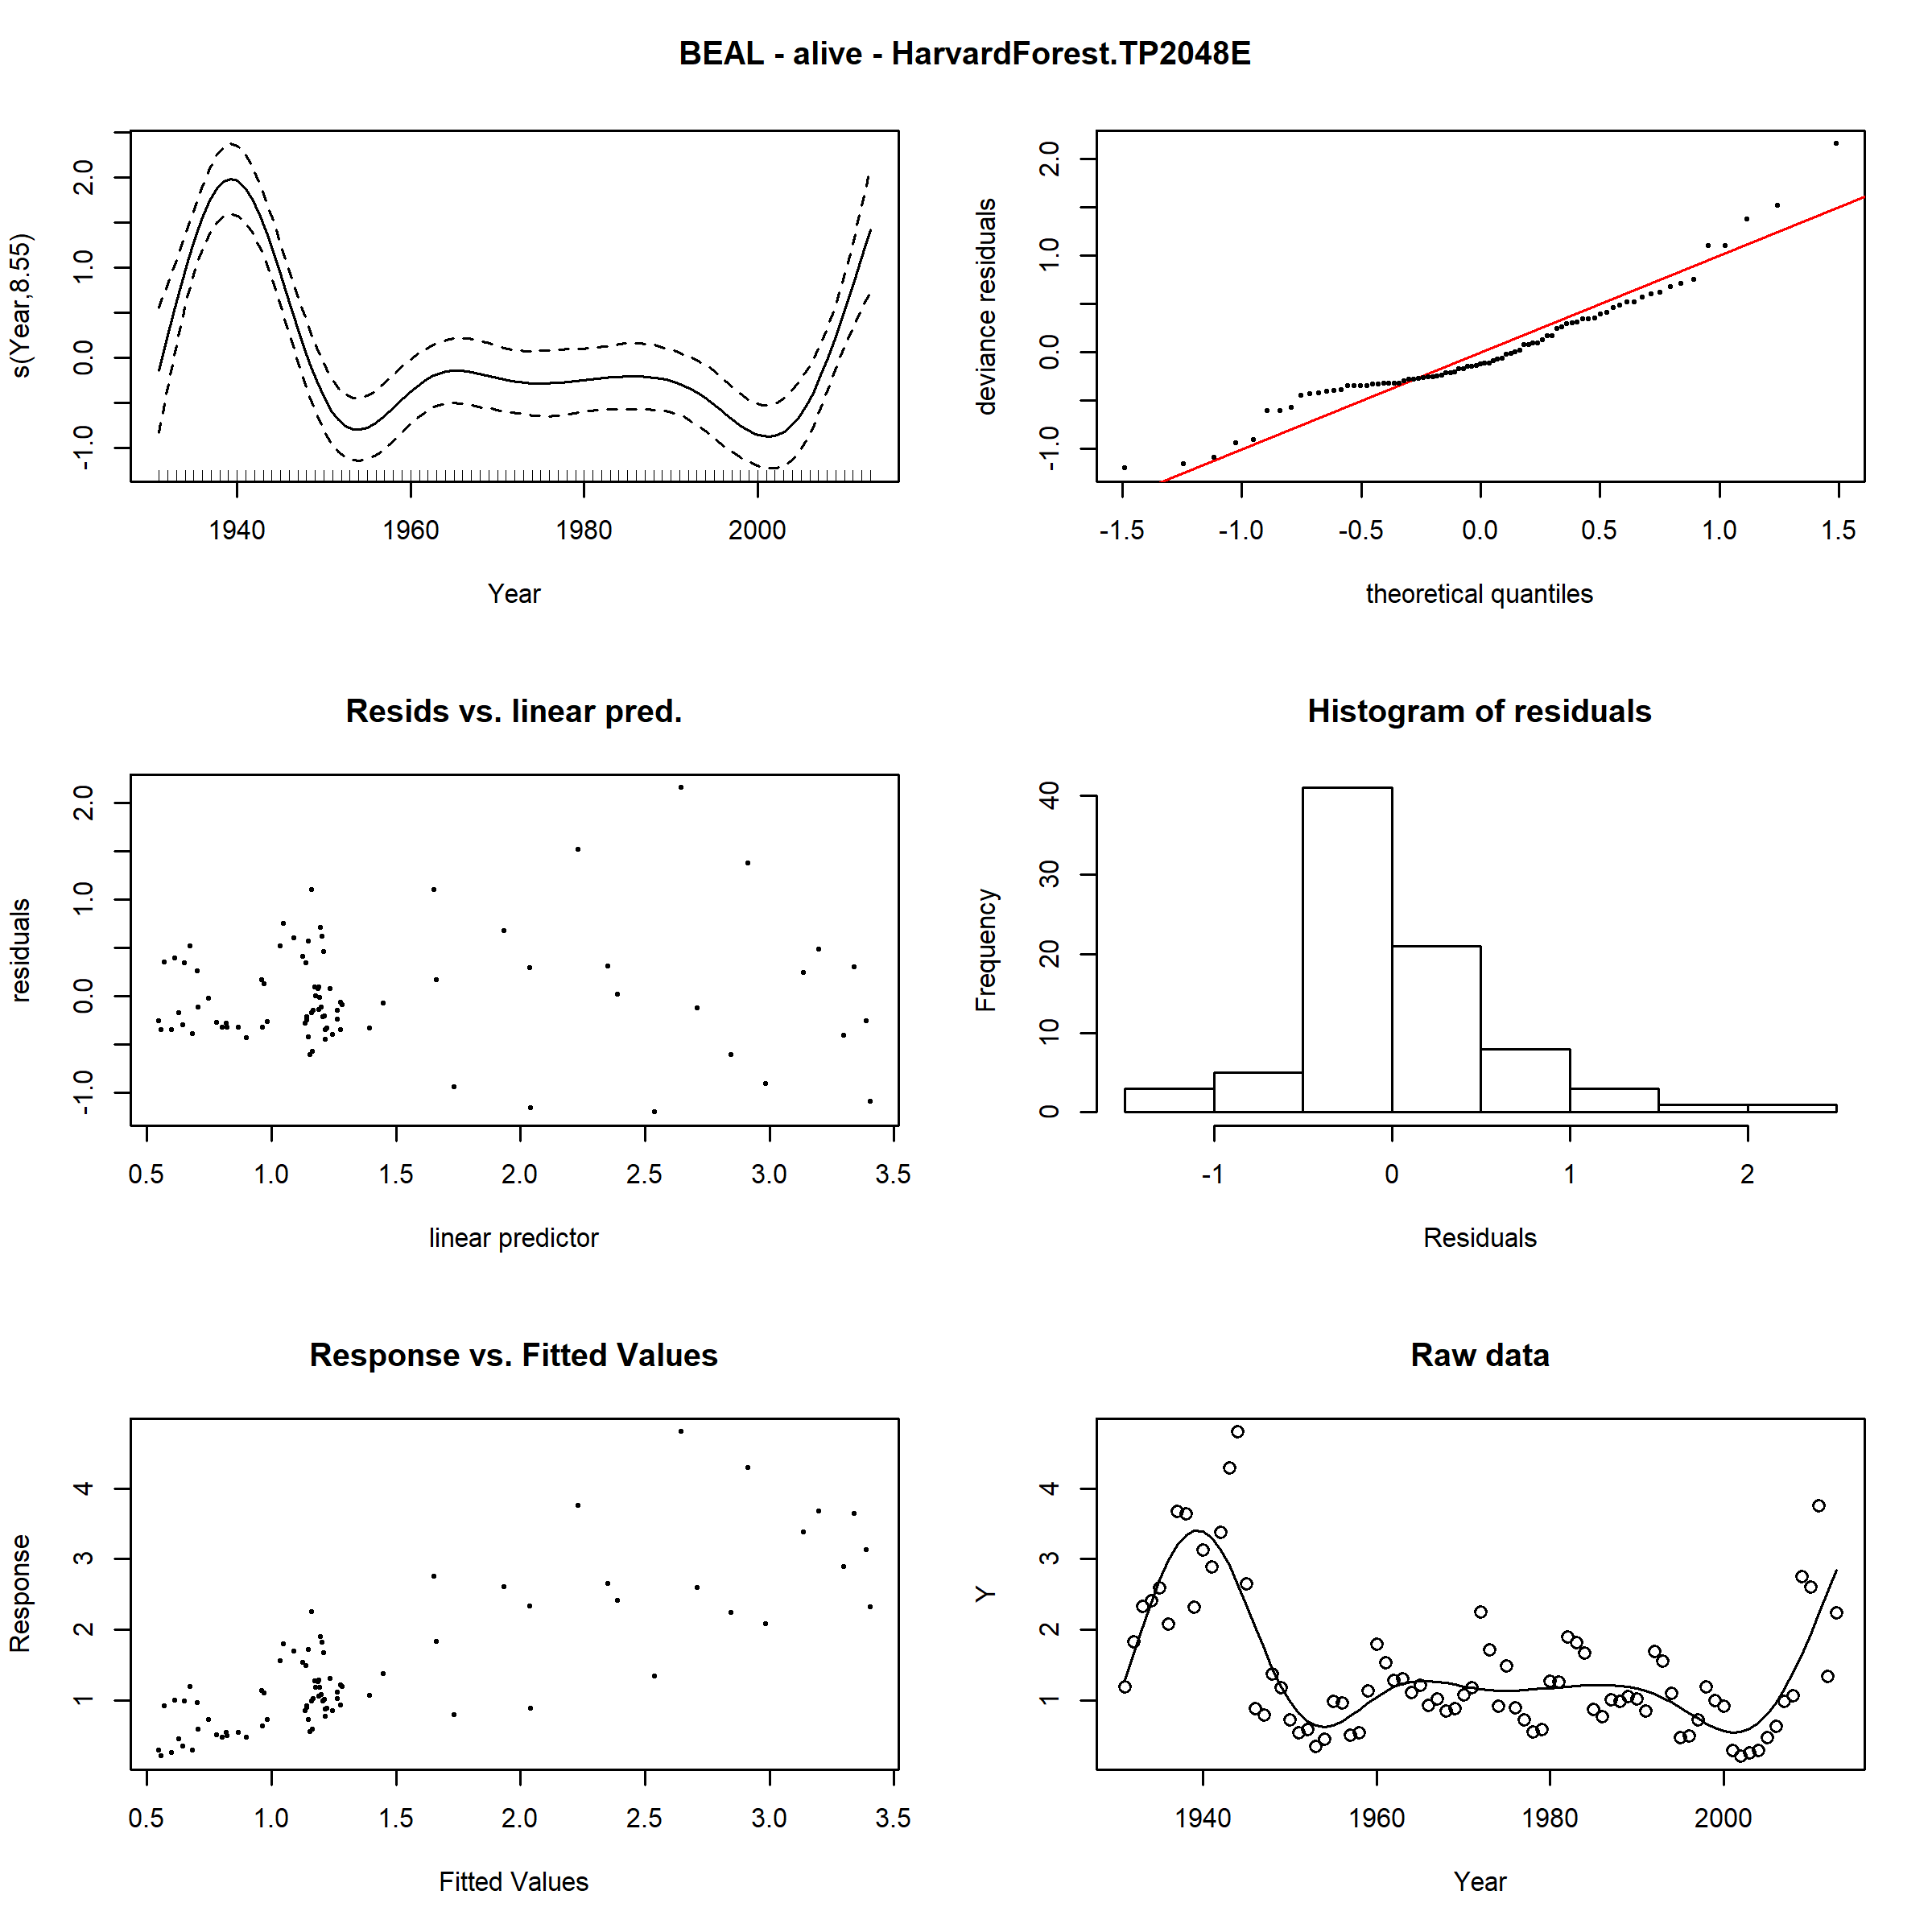 BEAL - alive - HarvardForest.TP2048E
s(Year,8.55)
-1.0 0.0 1.0 2.0
1940 1960 1980 2000
Year
deviance residuals
-1.0 0.0 1.0 2.0
-1.5 -1.0 -0.5 0.0 0.5 1.0 1.5
theoretical quantiles
Resids vs. linear pred.
residuals
-1.0 0.0 1.0 2.0
0.5 1.0 1.5 2.0 2.5 3.0 3.5
linear predictor
Histogram of residuals
Frequency
0 10 20 30 40
-1 0 1 2
Residuals
Response vs. Fitted Values
Response
1 2 3 4
0.5 1.0 1.5 2.0 2.5 3.0 3.5
Fitted Values
Raw data
Y
1 2 3 4
1940 1960 1980 2000
Year